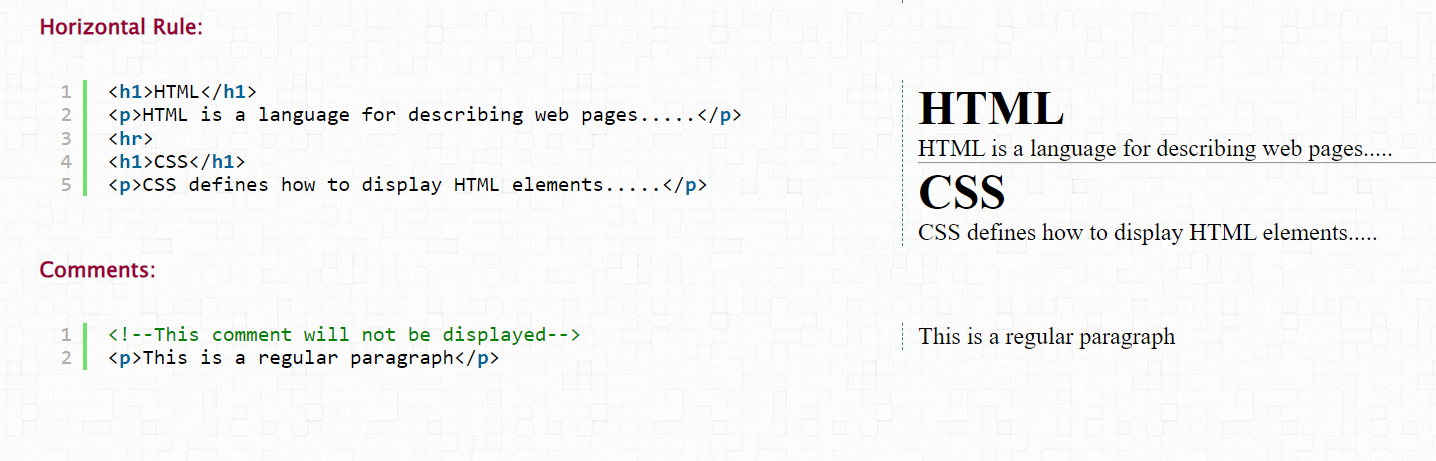 Horizontal Rule:
1 <h1>HTML</h1>
2 <p>HTML is a language for describing web pages.....</p>
3 <hr>
4 <h1>CSS</h1>
5 <p>CSS defines how to display HTML elements.....</p>
HTML
HTML is a language for describing web pages.....
CSS
CSS defines how to display HTML elements.....
Comments:
1 <!--This comment will not be displayed-->
2 <p>This is a regular paragraph</p>
This is a regular paragraph